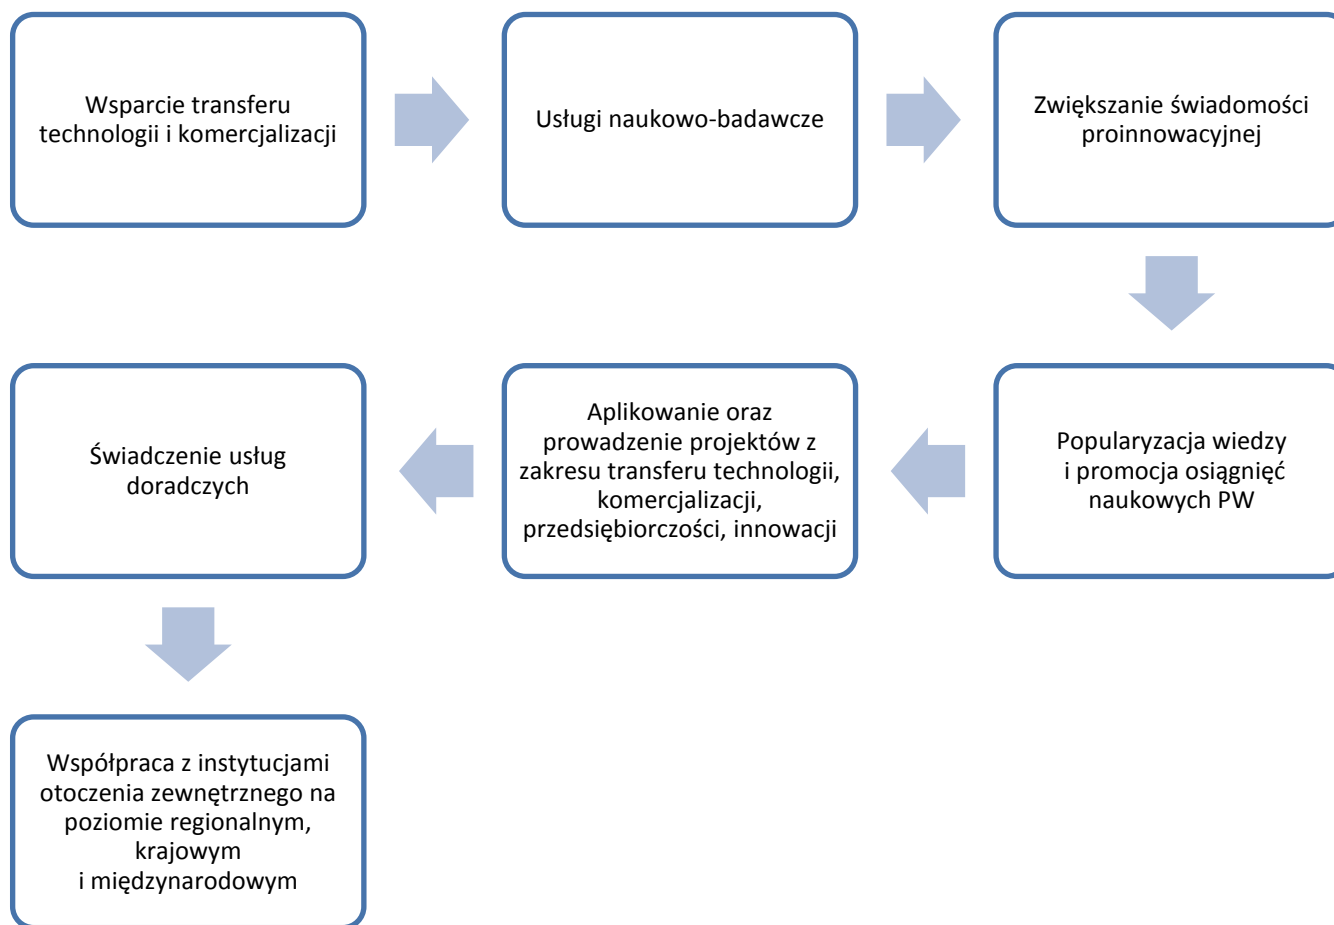 Wsparcie transferu
technologii i komercjalizacji
Usługi naukowo-badawcze
Zwiększanie świadomości
proinnowacyjnej
Popularyzacja wiedzy
i promocja osiągnięć
naukowych PW
Aplikowanie oraz
prowadzenie projektów z
zakresu transferu technologii,
komercjalizacji,
przedsiębiorczości, innowacji
Świadczenie usług
doradczych
Współpraca z instytucjami
otoczenia zewnętrznego na
poziomie regionalnym,
krajowym
i międzynarodowym